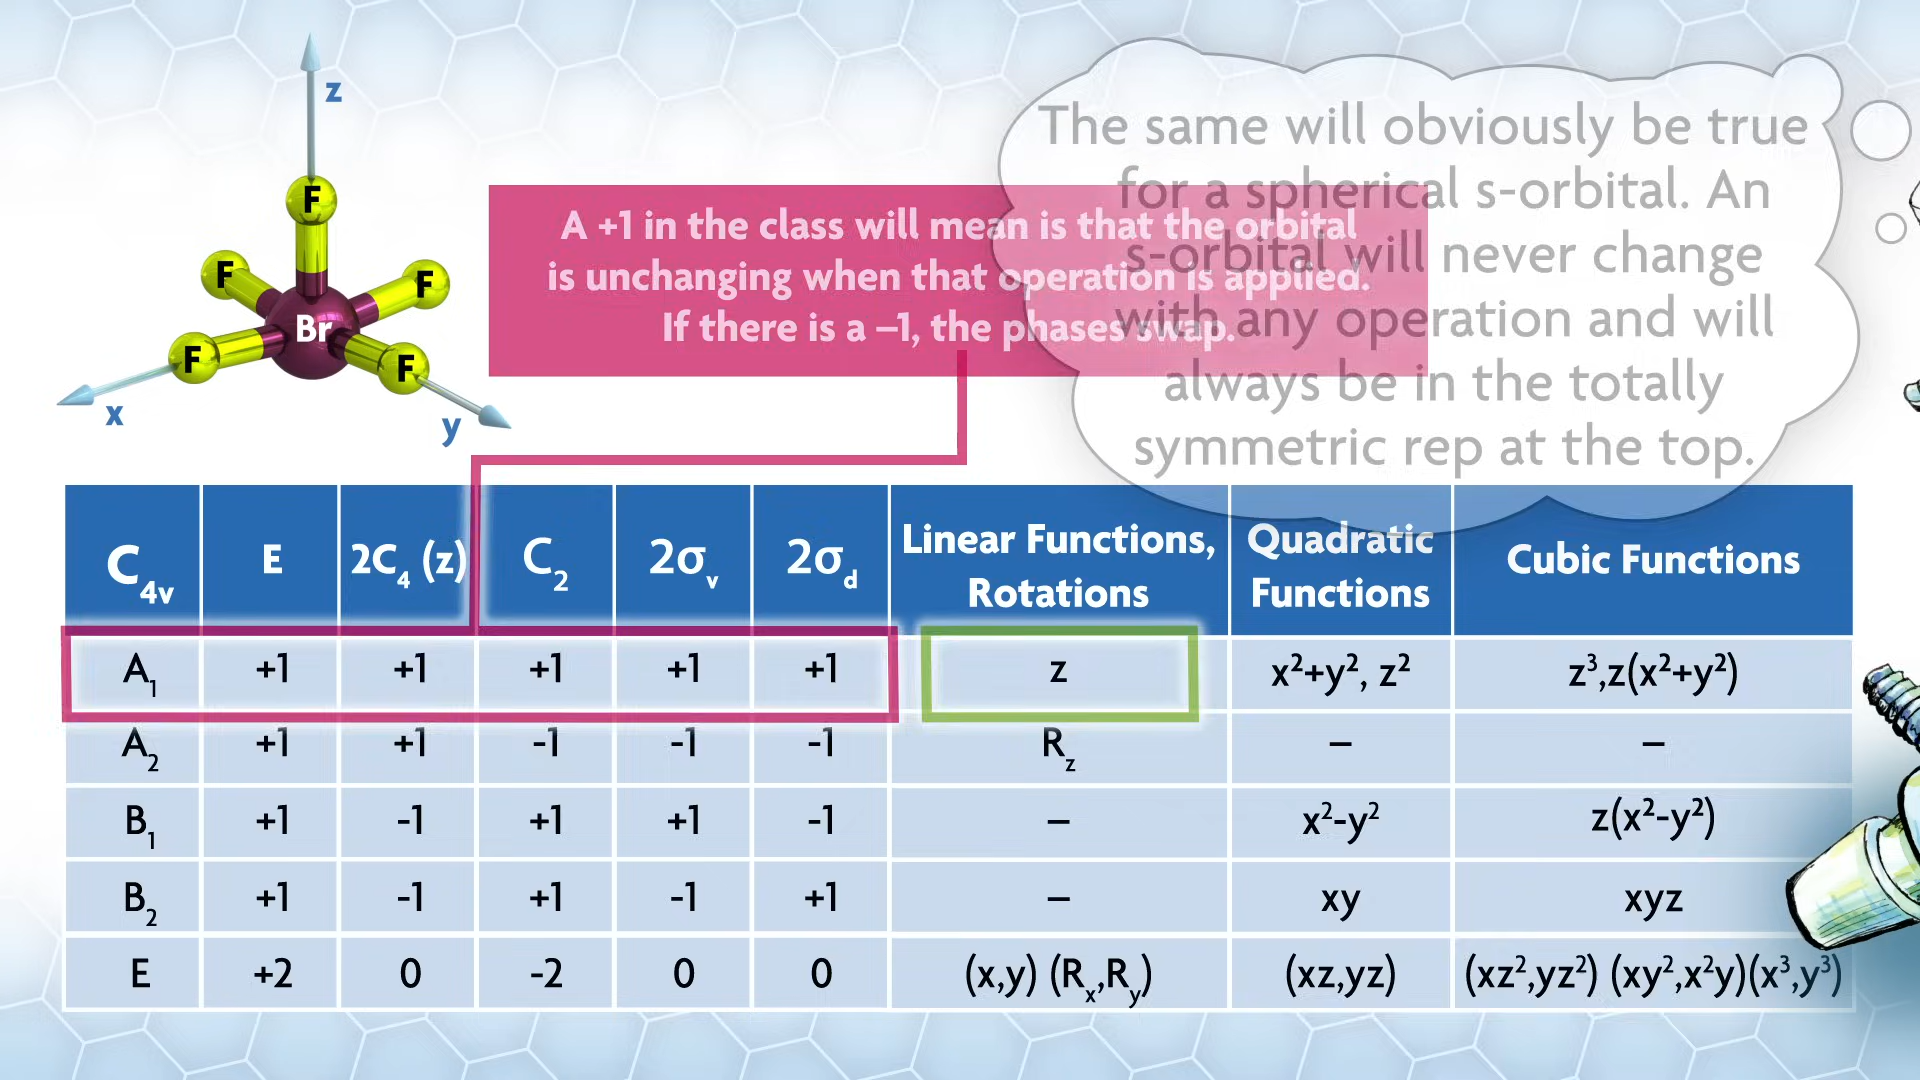 z
F
F
F
Br
F
F
x
y
A +1 in the class will mean is that the orbital
is unchanging when that operation is applied.
If there is a –1, the phases swap.
The same will obviously be true
for a spherical s-orbital. An
s-orbital will never change
with any operation and will
always be in the totally
symmetric rep at the top.
C₄ᵥ E 2C₄ (z) C₂ 2σᵥ 2σd Linear Functions, Rotations Quadratic Functions Cubic Functions
A₁ +1 +1 +1 +1 +1 z x²+y², z² z³,z(x²+y²)
A₂ +1 +1 -1 -1 -1 R_z – –
B₁ +1 -1 +1 +1 -1 – x²-y² z(x²-y²)
B₂ +1 -1 +1 -1 +1 – xy xyz
E +2 0 -2 0 0 (x,y) (Rₓ,R_y) (xz,yz) (xz²,yz²) (xy²,x²y)(x³,y³)